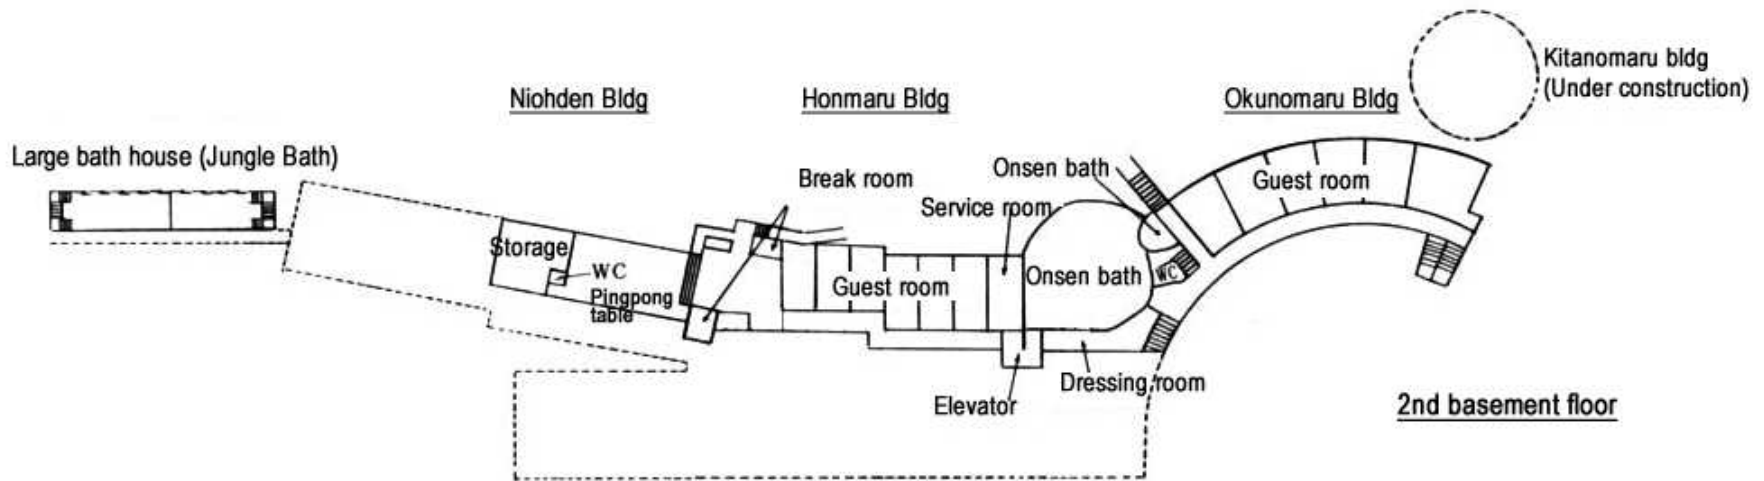 Kitanomaru bldg
(Under construction)
Niohden Bldg
Honmaru Bldg
Okunomaru Bldg
Large bath house (Jungle Bath)
Break room
Onsen bath
Service room
Guest room
Storage
WC
Pingpong
table
Guest room
Onsen bath
WC
Dressing room
Elevator
2nd basement floor